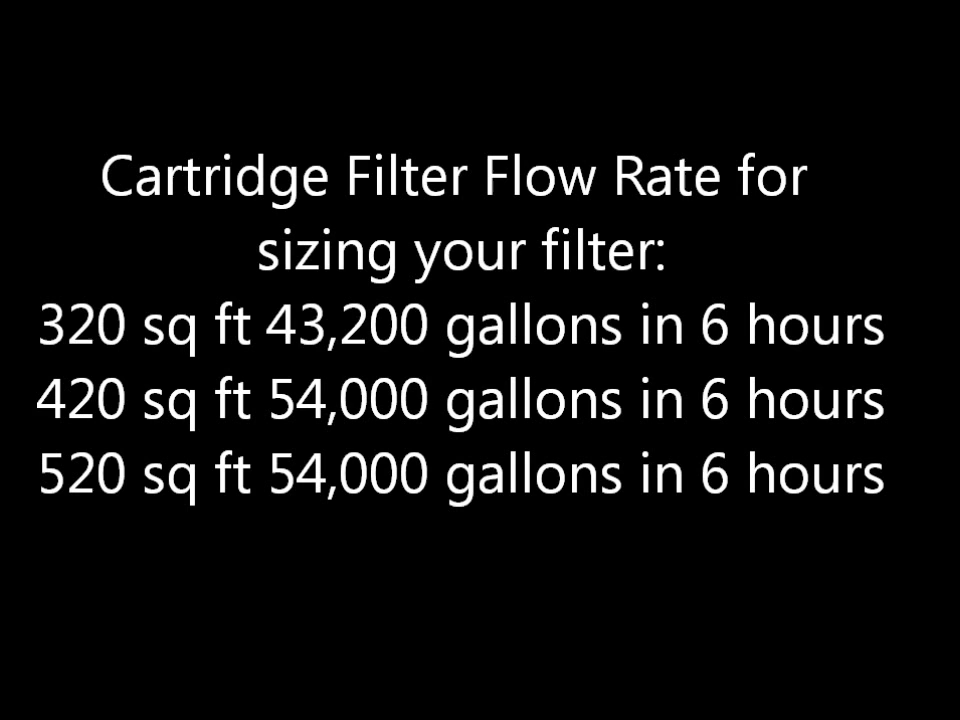 Cartridge Filter Flow Rate for
sizing your filter:
320 sq ft 43,200 gallons in 6 hours
420 sq ft 54,000 gallons in 6 hours
520 sq ft 54,000 gallons in 6 hours